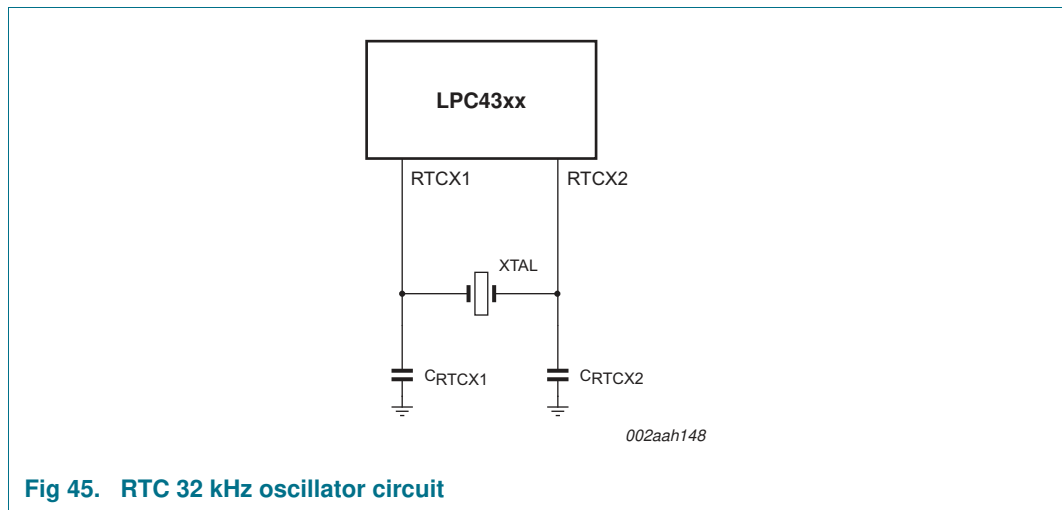 LPC43xx
RTCX1 RTCX2
XTAL
CRTCX1 CRTCX2
002aah148
Fig 45. RTC 32 kHz oscillator circuit